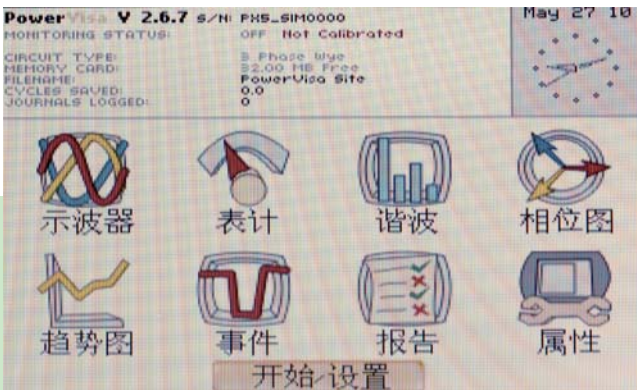 PowerVisa V 2.6.7 S/N: PX5_SIM0000
May 27 10
MONITORING STATUS: OFF Not Calibrated
CIRCUIT TYPE: 3 Phase Wye
MEMORY CARD: 32.00 MB Free
FILENAME: PowerVisa Site
CYCLES SAVED: 0.0
JOURNALS LOGGED: 0
示波器 表计 谐波 相位图
趋势图 事件 报告 属性
开始/设置